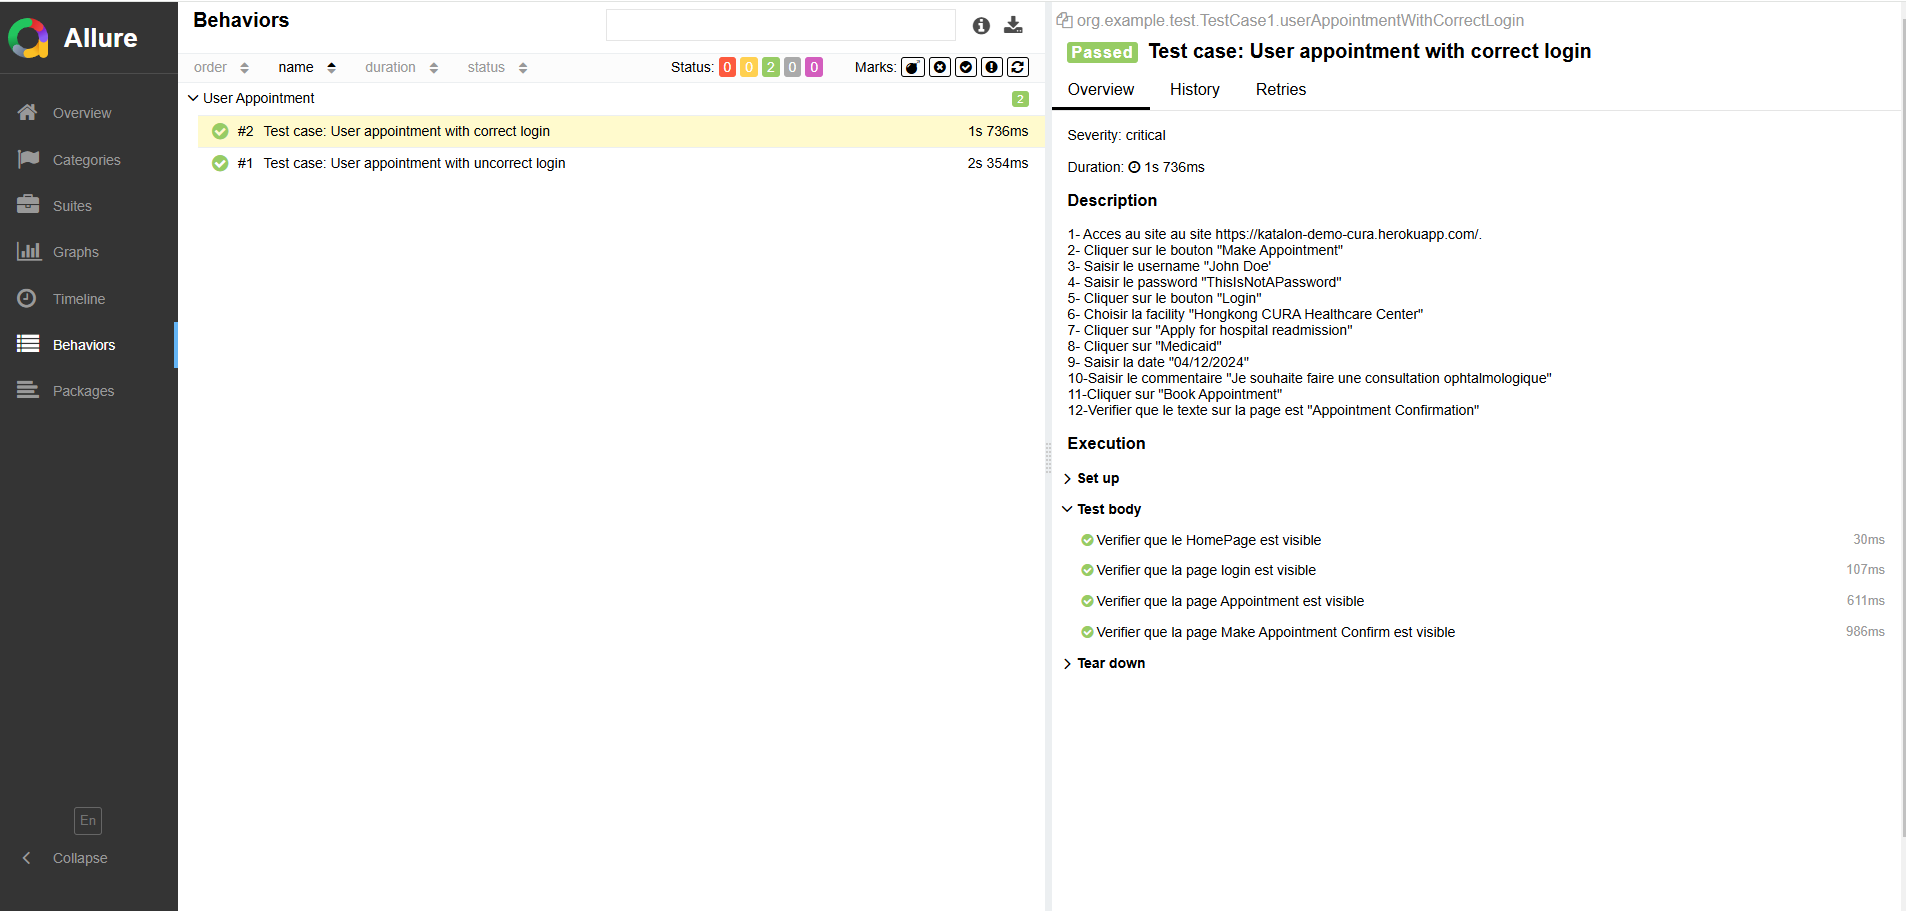 Allure
Overview
Categories
Suites
Graphs
Timeline
Behaviors
Packages
En
Collapse
Behaviors
order name duration status Status: 0 0 2 0 0 Marks:
User Appointment 2
#2 Test case: User appointment with correct login 1s 736ms
#1 Test case: User appointment with uncorrect login 2s 354ms
org.example.test.TestCase1.userAppointmentWithCorrectLogin
Passed Test case: User appointment with correct login
Overview History Retries
Severity: critical
Duration: 1s 736ms
Description
1- Acces au site au site https://katalon-demo-cura.herokuapp.com/.
2- Cliquer sur le bouton "Make Appointment"
3- Saisir le username "John Doe'
4- Saisir le password "ThisIsNotAPassword"
5- Cliquer sur le bouton "Login"
6- Choisir la facility "Hongkong CURA Healthcare Center"
7- Cliquer sur "Apply for hospital readmission"
8- Cliquer sur "Medicaid"
9- Saisir la date "04/12/2024"
10-Saisir le commentaire "Je souhaite faire une consultation ophtalmologique"
11-Cliquer sur "Book Appointment"
12-Verifier que le texte sur la page est "Appointment Confirmation"
Execution
Set up
Test body
Verifier que le HomePage est visible 30ms
Verifier que la page login est visible 107ms
Verifier que la page Appointment est visible 611ms
Verifier que la page Make Appointment Confirm est visible 986ms
Tear down